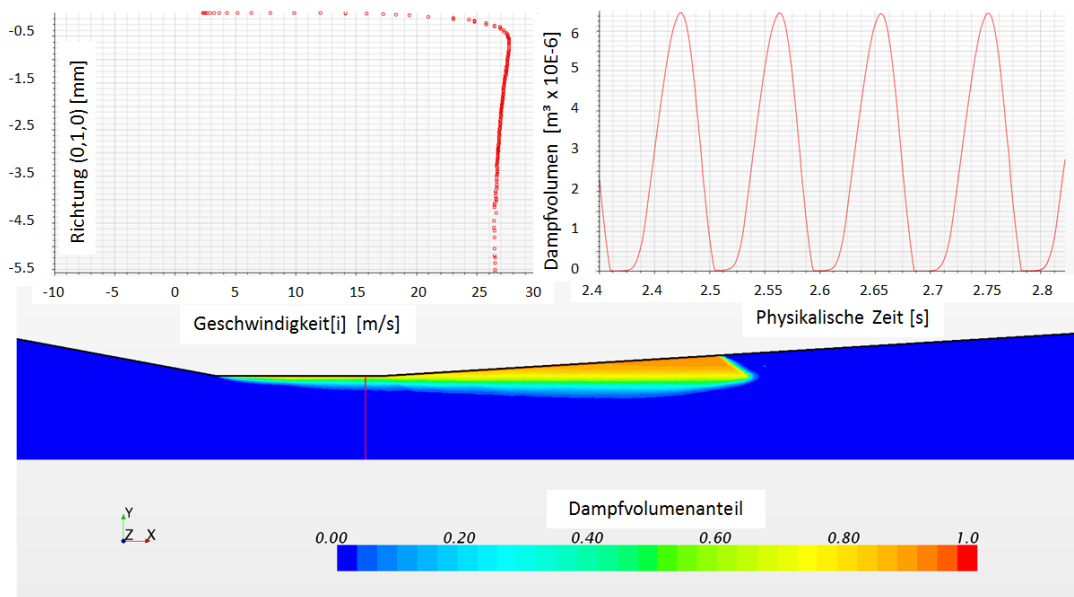 -0.5
-1.5
-2.5
-3.5
-4.5
-5.5
Richtung (0,1,0) [mm]
-10 -5 0 5 10 15 20 25 30
Geschwindigkeit[i] [m/s]
6
5
4
3
2
1
0
Dampfvolumen [m³ x 10E-6]
2.4 2.4 2.5 2.55 2.6 2.65 2.7 2.75 2.8
Physikalische Zeit [s]
Dampfvolumenanteil
0.00 0.20 0.40 0.60 0.80 1.0
Y
Z X